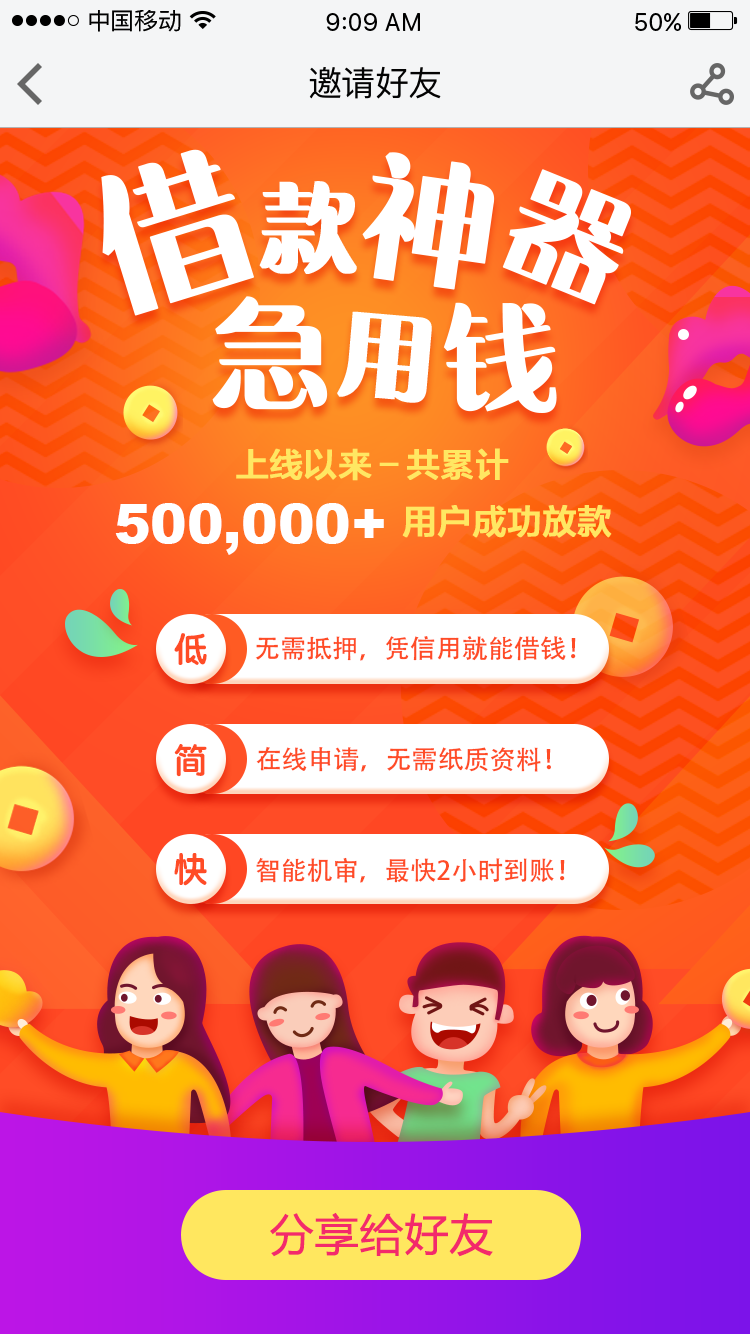 中国移动 9:09 AM 50%
邀请好友
借款神器
急用钱
上线以来－共累计
500,000+ 用户成功放款
低 无需抵押，凭信用就能借钱！
简 在线申请，无需纸质资料！
快 智能机审，最快2小时到账！
分享给好友